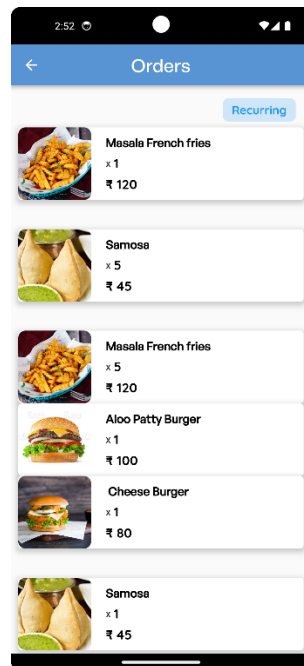 2:52
Orders
Recurring
Masala French fries
x 1
₹ 120
Samosa
x 5
₹ 45
Masala French fries
x 5
₹ 120
Aloo Patty Burger
x 1
₹ 100
Cheese Burger
x 1
₹ 80
Samosa
x 1
₹ 45